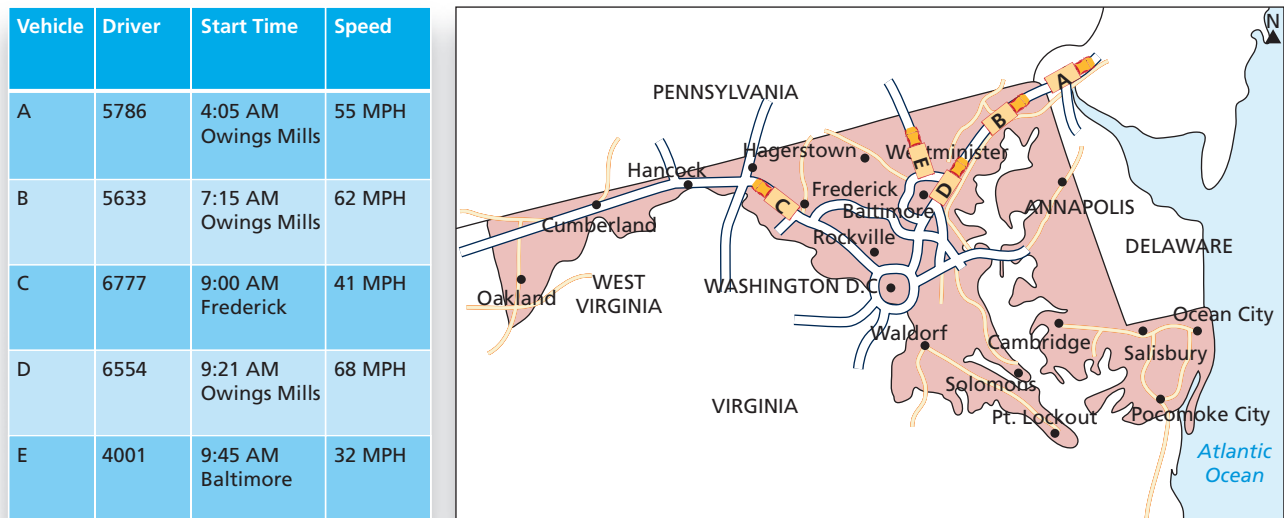 Vehicle Driver Start Time Speed
A 5786 4:05 AM 55 MPH
Owings Mills
B 5633 7:15 AM 62 MPH
Owings Mills
C 6777 9:00 AM 41 MPH
Frederick
D 6554 9:21 AM 68 MPH
Owings Mills
E 4001 9:45 AM 32 MPH
Baltimore
N
A
PENNSYLVANIA
B
Hagerstown
Westminister
E
Hancock
D
Frederick
C
Baltimore
ANNAPOLIS
Cumberland
Rockville
DELAWARE
WEST
VIRGINIA
WASHINGTON D.C
Oakland
Ocean City
Waldorf
Cambridge
Salisbury
Solomons
VIRGINIA
Pt. Lockout
Pocomoke City
Atlantic
Ocean